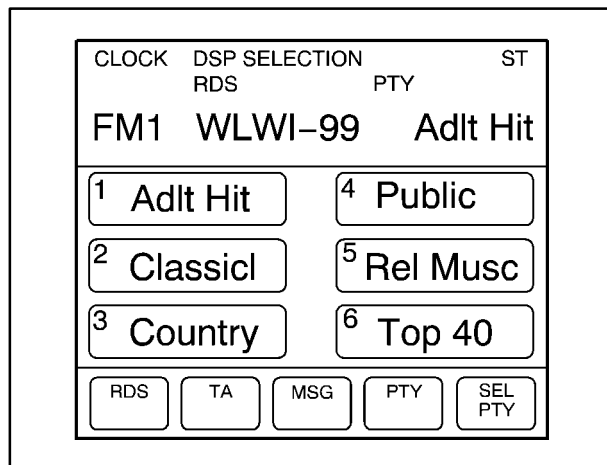 CLOCK DSP SELECTION ST
RDS PTY
FM1 WLWI–99 Adlt Hit
1 Adlt Hit
4 Public
2 Classicl
5 Rel Musc
3 Country
6 Top 40
RDS TA MSG PTY SEL
PTY